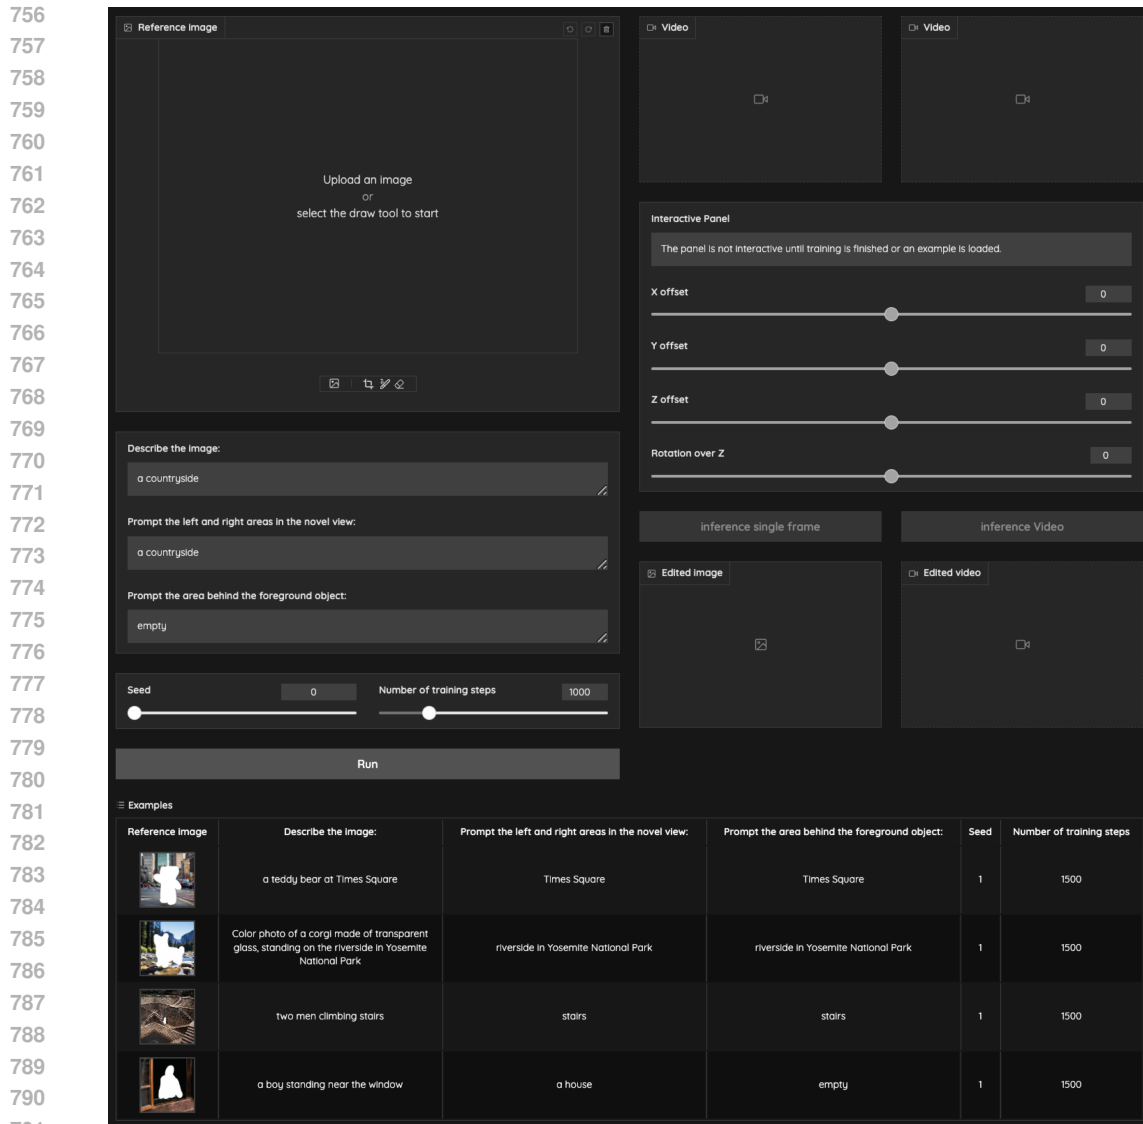 756
757
758
759
760
761
762
763
764
765
766
767
768
769
770
771
772
773
774
775
776
777
778
779
780
781
782
783
784
785
786
787
788
789
790
Reference image
Upload an image
or
select the draw tool to start
Describe the image:
a countryside
Prompt the left and right areas in the novel view:
a countryside
Prompt the area behind the foreground object:
empty
Seed 0 Number of training steps 1000
Run
Video Video
Interactive Panel
The panel is not interactive until training is finished or an example is loaded.
X offset 0
Y offset 0
Z offset 0
Rotation over Z 0
inference single frame inference Video
Edited image Edited video
Examples
Reference image Describe the image: Prompt the left and right areas in the novel view: Prompt the area behind the foreground object: Seed Number of training steps
a teddy bear at Times Square Times Square Times Square 1 1500
Color photo of a corgi made of transparent
glass, standing on the riverside in Yosemite riverside in Yosemite National Park riverside in Yosemite National Park 1 1500
National Park
two men climbing stairs stairs stairs 1 1500
a boy standing near the window a house empty 1 1500